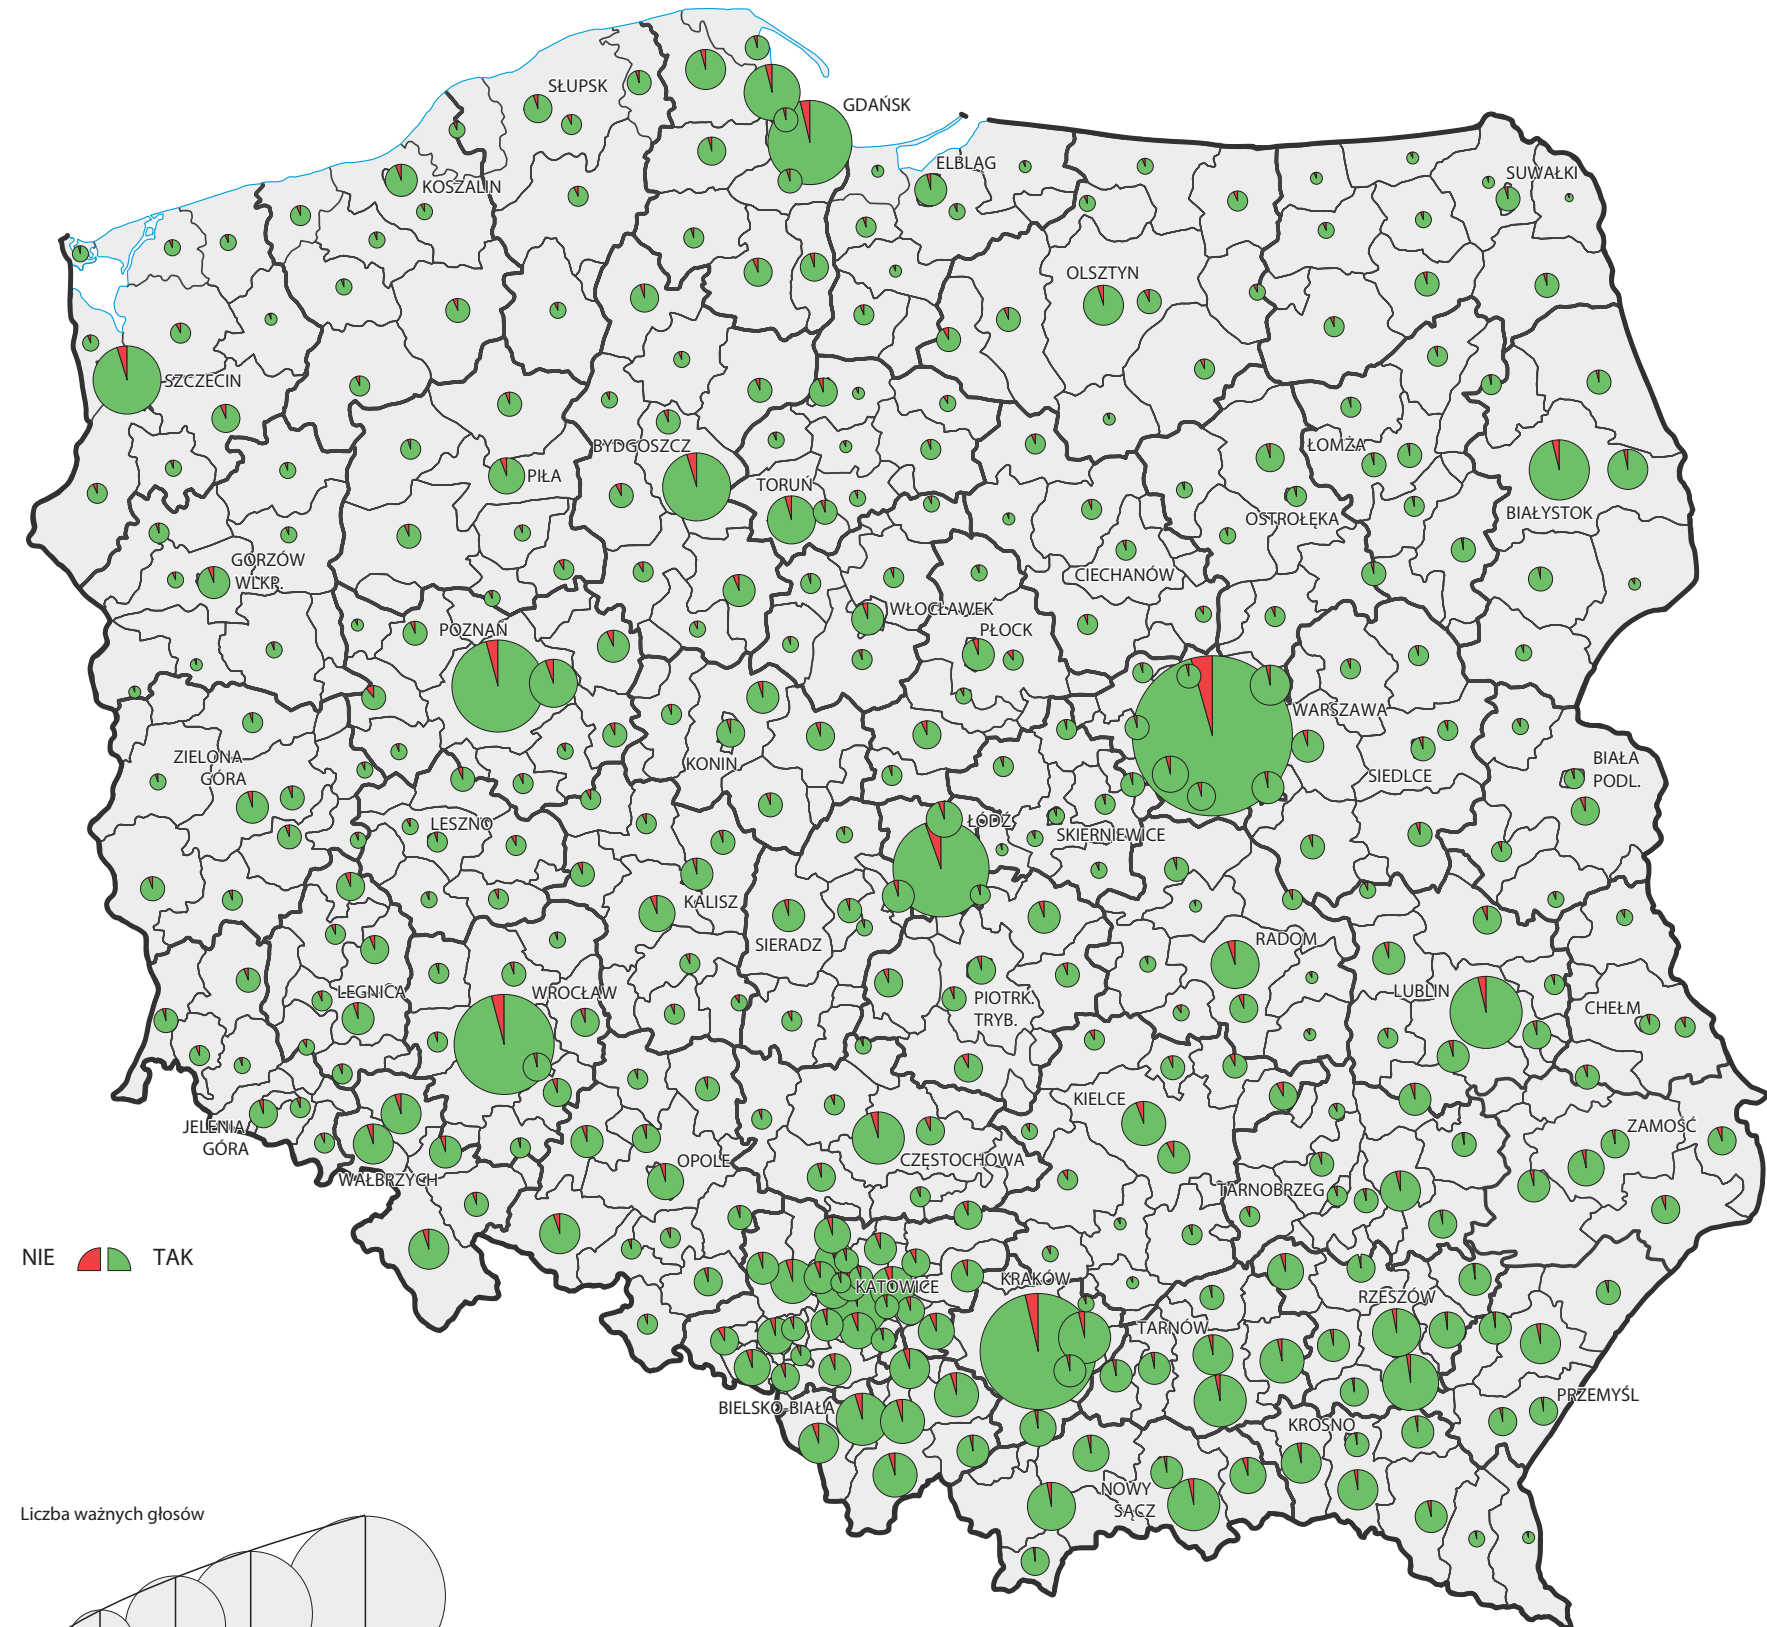 SŁUPSK
GDAŃSK
ELBLĄG
SUWAŁKI
KOSZALIN
OLSZTYN
SZCZECIN
BYDGOSZCZ
ŁOMŻA
PIŁA
TORUŃ
OSTROŁĘKA
BIAŁYSTOK
GORZÓW
WLKP.
CIECHANÓW
WŁOCŁAWEK
POZNAŃ
PŁOCK
WARSZAWA
ZIELONA
GÓRA
KONIN
SIEDLCE
BIAŁA
PODL.
LESZNO
ŁÓDŹ
SKIERNIEWICE
KALISZ
SIERADZ
RADOM
LEGNICA
WROCŁAW
PIOTRK.
TRYB.
LUBLIN
CHEŁM
KIELCE
JELENIA
GÓRA
ZAMOŚĆ
WAŁBRZYCH
OPOLE
CZĘSTOCHOWA
TARNOBRZEG
NIE
TAK
KATOWICE
KRAKÓW
RZESZÓW
TARNÓW
BIELSKO-BIAŁA
PRZEMYŚL
KROSNO
NOWY
SĄCZ
Liczba ważnych głosów